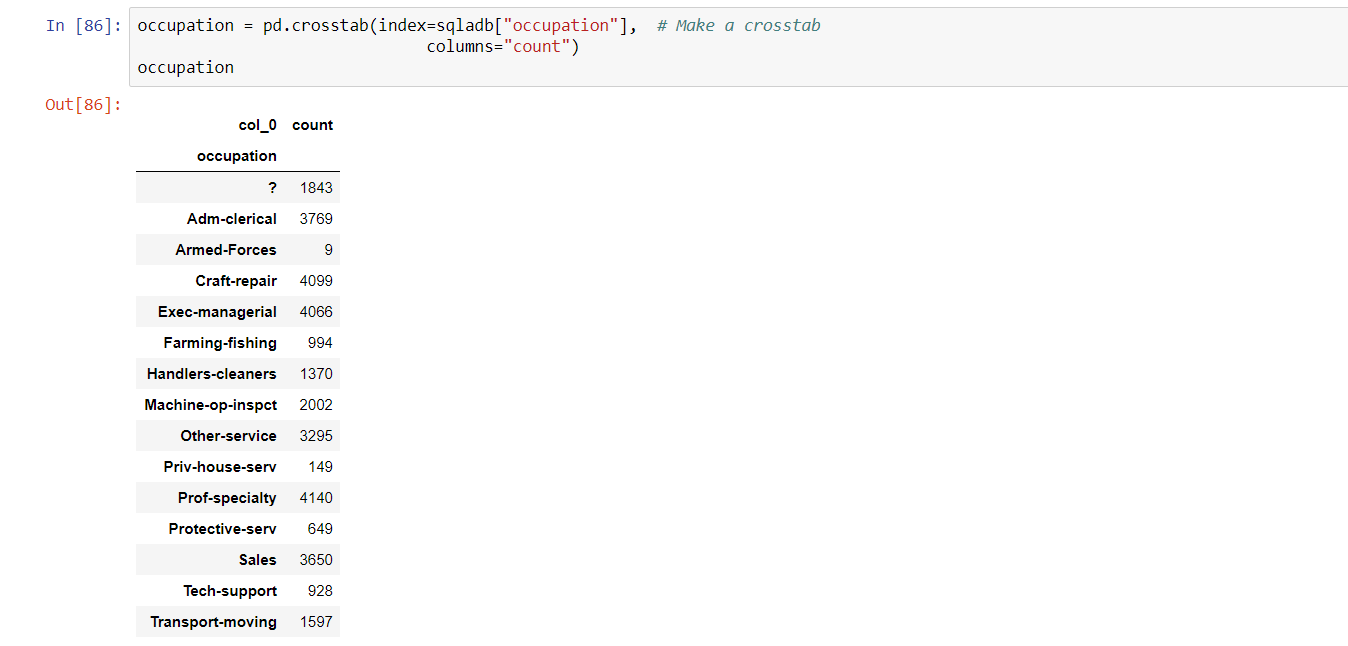 In [86]: occupation = pd.crosstab(index=sqladb["occupation"],  # Make a crosstab
                              columns="count")
occupation
Out[86]:
col_0 count
occupation
? 1843
Adm-clerical 3769
Armed-Forces 9
Craft-repair 4099
Exec-managerial 4066
Farming-fishing 994
Handlers-cleaners 1370
Machine-op-inspct 2002
Other-service 3295
Priv-house-serv 149
Prof-specialty 4140
Protective-serv 649
Sales 3650
Tech-support 928
Transport-moving 1597